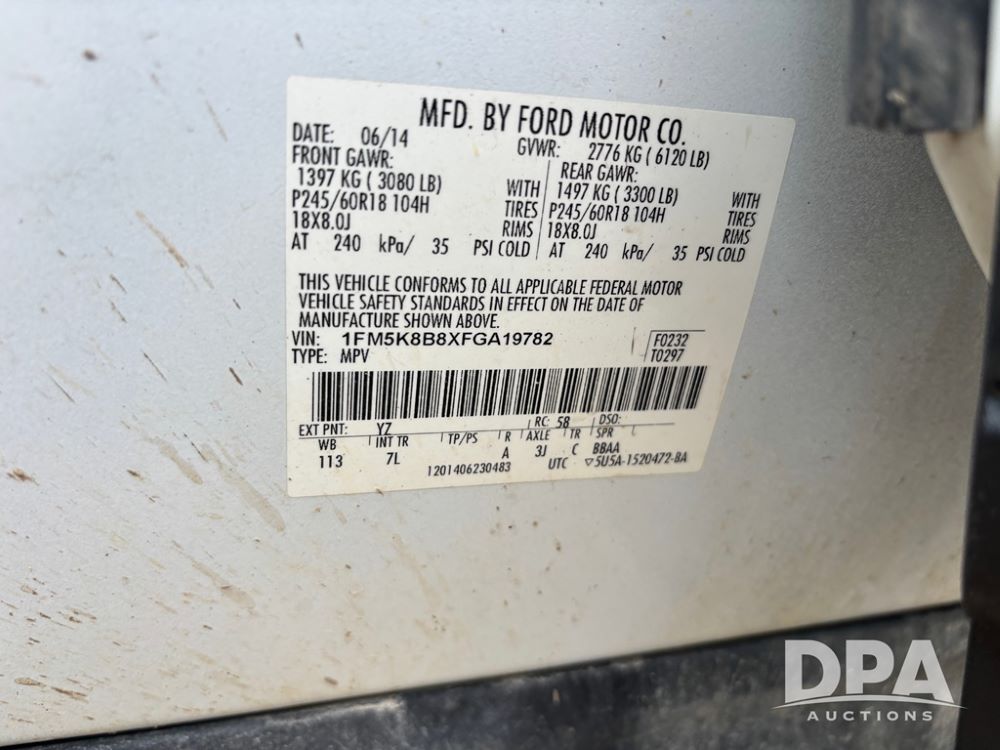 MFD. BY FORD MOTOR CO.
DATE: 06/14 GVWR: 2776 KG ( 6120 LB)
FRONT GAWR: REAR GAWR:
1397 KG ( 3080 LB) WITH 1497 KG ( 3300 LB) WITH
P245/60R18 104H TIRES P245/60R18 104H TIRES
18X8.0J RIMS 18X8.0J RIMS
AT 240 kPa/ 35 PSI COLD AT 240 kPa/ 35 PSI COLD
THIS VEHICLE CONFORMS TO ALL APPLICABLE FEDERAL MOTOR
VEHICLE SAFETY STANDARDS IN EFFECT ON THE DATE OF
MANUFACTURE SHOWN ABOVE.
VIN: 1FM5K8B8XFGA19782 F0232
TYPE: MPV T0297
EXT PNT: YZ RC: 58 DSO:
WB INT TR TP/PS R AXLE TR SPR
113 7L A 3J C BBAA
1201406230483 UTC ▽5U5A-1520472-BA
DPA
AUCTIONS